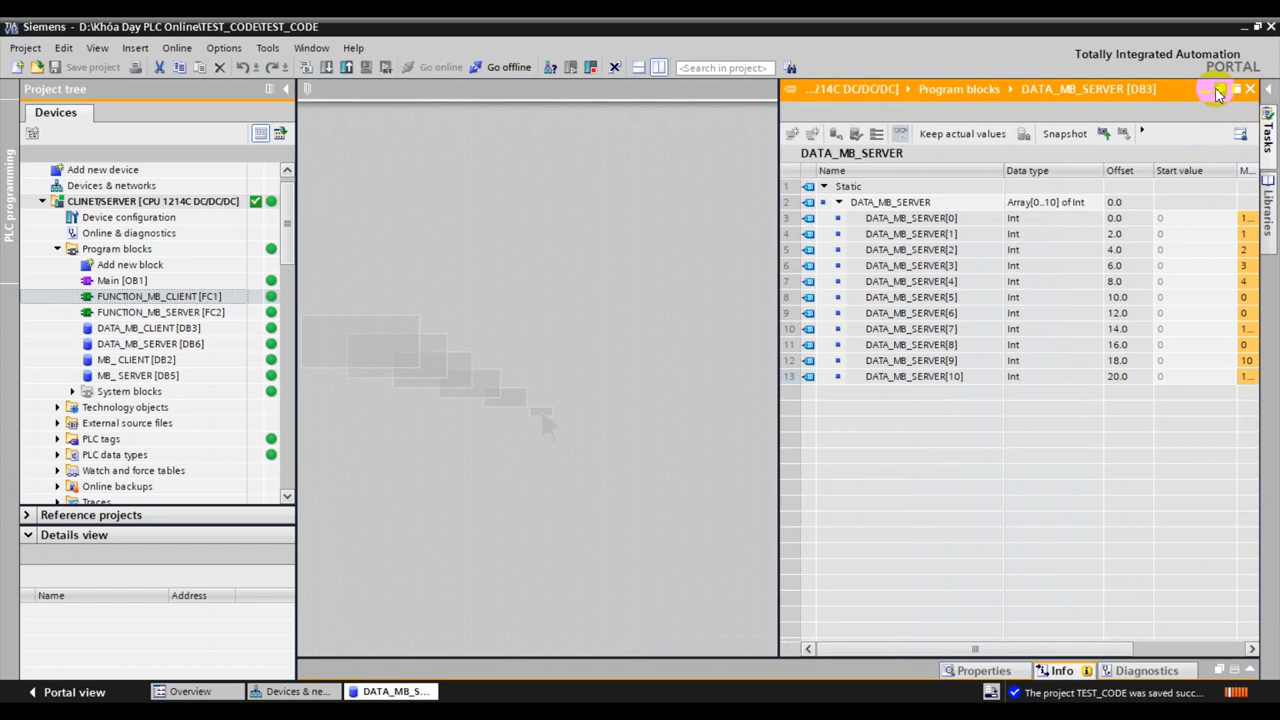 Siemens - D:\Khóa Dạy PLC Online\TEST_CODE\TEST_CODE
Project Edit View Insert Online Options Tools Window Help
Totally Integrated Automation
PORTAL
Save project
Go online
Go offline
<Search in project>
Project tree
...214C DC/DC/DC] Program blocks DATA_MB_SERVER [DB3]
Devices
Keep actual values
Snapshot
DATA_MB_SERVER
Name Data type Offset Start value M...
1 Static
2 DATA_MB_SERVER Array[0..10] of Int 0.0
3 DATA_MB_SERVER[0] Int 0.0 0 1...
4 DATA_MB_SERVER[1] Int 2.0 0 1
5 DATA_MB_SERVER[2] Int 4.0 0 2
6 DATA_MB_SERVER[3] Int 6.0 0 3
7 DATA_MB_SERVER[4] Int 8.0 0 4
8 DATA_MB_SERVER[5] Int 10.0 0 0
9 DATA_MB_SERVER[6] Int 12.0 0 0
10 DATA_MB_SERVER[7] Int 14.0 0 1...
11 DATA_MB_SERVER[8] Int 16.0 0 0
12 DATA_MB_SERVER[9] Int 18.0 0 10
13 DATA_MB_SERVER[10] Int 20.0 0 1...
Add new device
Devices & networks
CLINET/SERVER [CPU 1214C DC/DC/DC]
Device configuration
Online & diagnostics
Program blocks
Add new block
Main [OB1]
FUNCTION_MB_CLIENT [FC1]
FUNCTION_MB_SERVER [FC2]
DATA_MB_CLIENT [DB3]
DATA_MB_SERVER [DB6]
MB_ CLIENT [DB2]
MB_ SERVER [DB5]
System blocks
Technology objects
External source files
PLC tags
PLC data types
Watch and force tables
Online backups
Traces
Reference projects
Details view
Name Address
PLC programming
Tasks
Libraries
Properties
Info
Diagnostics
Portal view
Overview
Devices & ne...
DATA_MB_S...
The project TEST_CODE was saved succ...